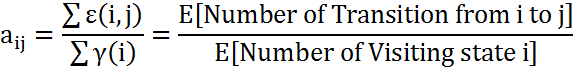 a_ij = ∑ ε(i, j) / ∑ γ(i) = E[Number of Transition from i to j] / E[Number of Visiting state i]